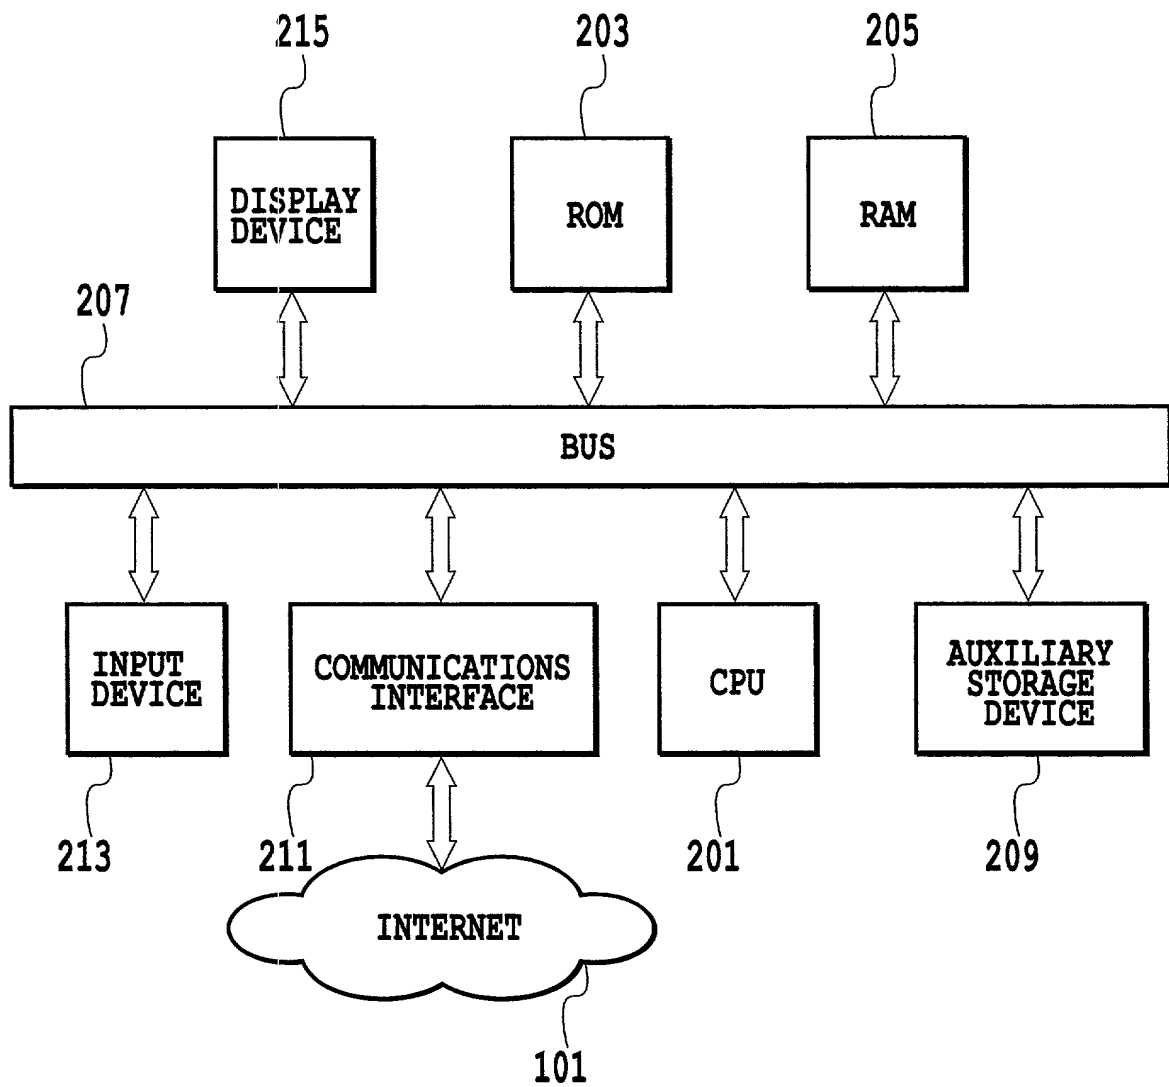 215
203
205
DISPLAY
DEVICE
ROM
RAM
207
BUS
INPUT
DEVICE
COMMUNICATIONS
INTERFACE
CPU
AUXILIARY
STORAGE
DEVICE
213
211
201
209
INTERNET
101